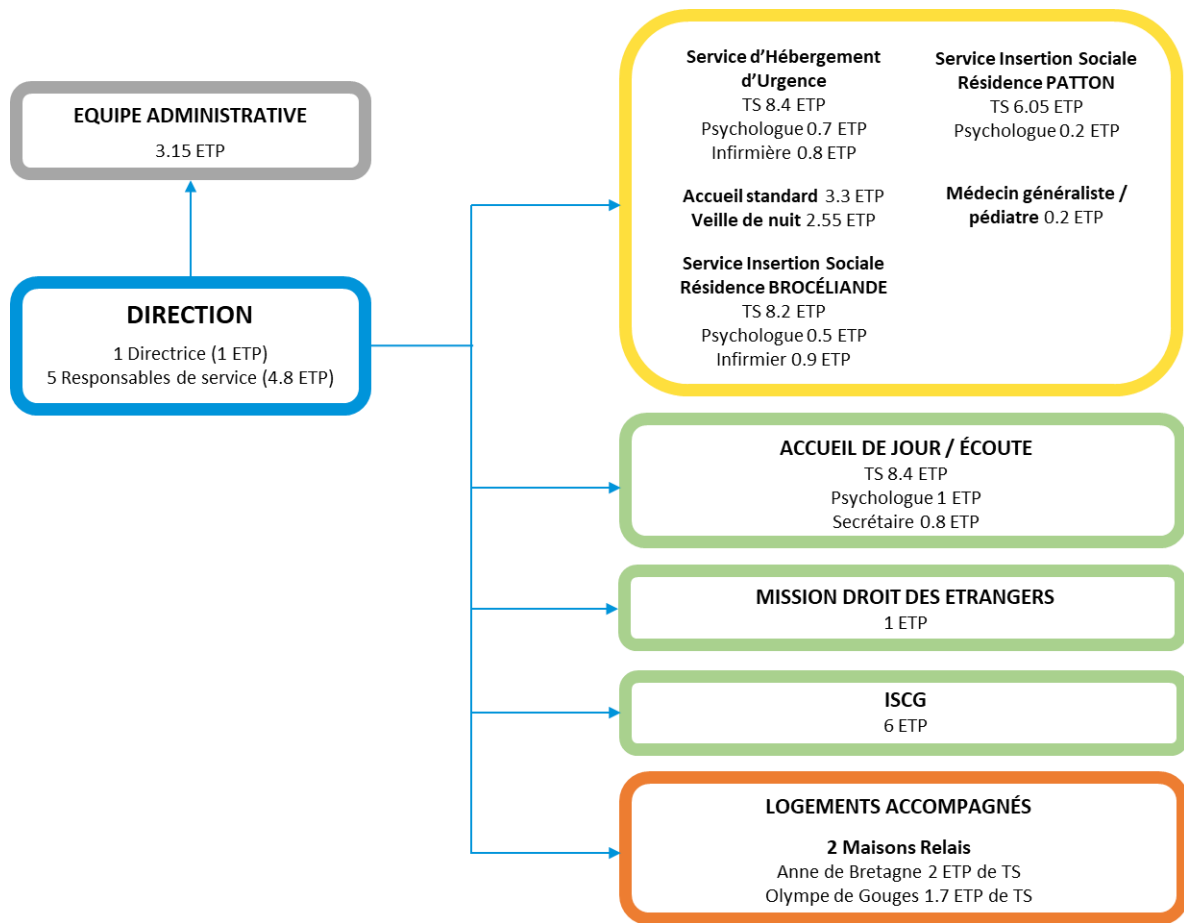 EQUIPE ADMINISTRATIVE
3.15 ETP
DIRECTION
1 Directrice (1 ETP)
5 Responsables de service (4.8 ETP)
Service d'Hébergement
d'Urgence
TS 8.4 ETP
Psychologue 0.7 ETP
Infirmière 0.8 ETP
Accueil standard 3.3 ETP
Veille de nuit 2.55 ETP
Service Insertion Sociale
Résidence BROCÉLIANDE
TS 8.2 ETP
Psychologue 0.5 ETP
Infirmier 0.9 ETP
Service Insertion Sociale
Résidence PATTON
TS 6.05 ETP
Psychologue 0.2 ETP
Médecin généraliste /
pédiatre 0.2 ETP
ACCUEIL DE JOUR / ÉCOUTE
TS 8.4 ETP
Psychologue 1 ETP
Secrétaire 0.8 ETP
MISSION DROIT DES ETRANGERS
1 ETP
ISCG
6 ETP
LOGEMENTS ACCOMPAGNÉS
2 Maisons Relais
Anne de Bretagne 2 ETP de TS
Olympe de Gouges 1.7 ETP de TS